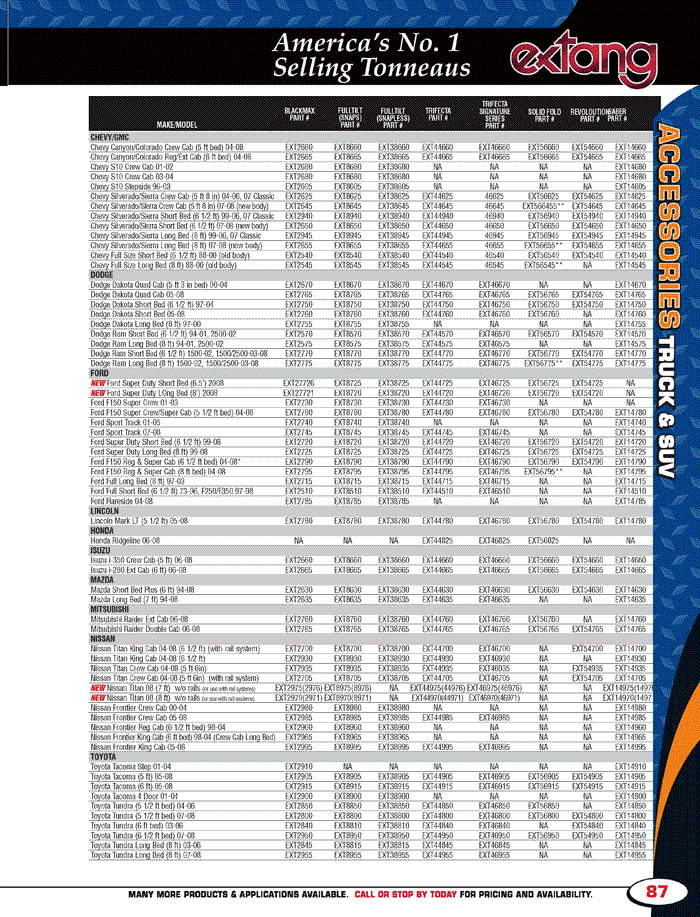 America's No. 1
Selling Tonneaus
extang
MAKE/MODEL BLACKMAX PART # FULLTILT (SNAPS) PART # FULLTILT (SNAPLESS) PART # TRIFECTA PART # TRIFECTA SIGNATURE SERIES PART # SOLID FOLD PART # REVOLOUTION PART # SABER PART #
CHEVY/GMC
Chevy Canyon/Colorado Crew Cab (5 ft bed) 04-08 EXT2660 EXT8660 EXT38660 EXT44660 EXT46660 EXT56660 EXT54660 EXT14660
Chevy Canyon/Colorado Reg/Ext Cab (6 ft bed) 04-08 EXT2665 EXT8665 EXT38665 EXT44665 EXT46665 EXT56665 EXT54665 EXT14665
Chevy S10 Crew Cab 01-02 EXT2680 EXT8680 EXT38680 NA NA NA NA EXT14680
Chevy S10 Crew Cab 03-04 EXT2680 EXT8680 EXT38680 NA NA NA NA EXT14680
Chevy S10 Stepside 96-03 EXT2605 EXT8605 EXT38605 NA NA NA NA EXT14605
Chevy Silverado/Sierra Crew Cab (5 ft 8 in) 04-06, 07 Classic EXT2625 EXT8625 EXT38625 EXT44625 46625 EXT56625 EXT54625 EXT14625
Chevy Silverado/Sierra Crew Cab (5 ft 8 in) 07-08 (new body) EXT2645 EXT8645 EXT38645 EXT44645 46645 EXT566455** EXT54645 EXT14645
Chevy Silverado/Sierra Short Bed (6 1/2 ft) 99-06, 07 Classic EXT2940 EXT8940 EXT38940 EXT44940 46940 EXT56940 EXT54940 EXT14940
Chevy Silverado/Sierra Short Bed (6 1/2 ft) 07-08 (new body) EXT2650 EXT8650 EXT38650 EXT44650 46650 EXT56650 EXT54650 EXT14650
Chevy Silverado/Sierra Long Bed (8 ft) 99-06, 07 Classic EXT2945 EXT8945 EXT38945 EXT44945 46945 EXT56945 EXT54945 EXT14945
Chevy Silverado/Sierra Long Bed (8 ft) 07-08 (new body) EXT2655 EXT8655 EXT38655 EXT44655 46655 EXT56655** EXT54655 EXT14655
Chevy Full Size Short Bed (6 1/2 ft) 88-00 (old body) EXT2540 EXT8540 EXT38540 EXT44540 46540 EXT56540 EXT54540 EXT14540
Chevy Full Size Long Bed (8 ft) 88-00 (old body) EXT2545 EXT8545 EXT38545 EXT44545 46545 EXT56545** NA EXT14545
DODGE
Dodge Dakota Quad Cab (5 ft 3 in bed) 00-04 EXT2670 EXT8670 EXT38670 EXT44670 EXT46670 NA NA EXT14670
Dodge Dakota Quad Cab 05-08 EXT2765 EXT8765 EXT38765 EXT44765 EXT46765 EXT56765 EXT54765 EXT14765
Dodge Dakota Short Bed (6 1/2 ft) 97-04 EXT2750 EXT8750 EXT38750 EXT44750 EXT46750 EXT56750 EXT54750 EXT14750
Dodge Dakota Short Bed 05-08 EXT2760 EXT8760 EXT38760 EXT44760 EXT46760 EXT56760 NA EXT14760
Dodge Dakota Long Bed (8 ft) 97-00 EXT2755 EXT8755 EXT38755 NA NA NA NA EXT14755
Dodge Ram Short Bed (6 1/2 ft) 94-01, 2500-02 EXT2570 EXT8570 EXT38570 EXT44570 EXT46570 EXT56570 EXT54570 EXT14570
Dodge Ram Long Bed (8 ft) 94-01, 2500-02 EXT2575 EXT8575 EXT38575 EXT44575 EXT46575 NA NA EXT14575
Dodge Ram Short Bed (6 1/2 ft) 1500-02, 1500/2500-03-08 EXT2770 EXT8770 EXT38770 EXT44770 EXT46770 EXT56770 EXT54770 EXT14770
Dodge Ram Long Bed (8 ft) 1500-02, 1500/2500-03-08 EXT2775 EXT8775 EXT38775 EXT44775 EXT46775 EXT56775** EXT54775 EXT14775
FORD
NEW Ford Super Duty Short Bed (6.5') 2008 EXT27726 EXT8725 EXT38725 EXT44725 EXT46725 EXT56725 EXT54725 NA
NEW Ford Super Duty LOng Bed (8') 2008 EXT27721 EXT8720 EXT38720 EXT44720 EXT46720 EXT56720 EXT54720 NA
Ford F150 Super Crew 01-03 EXT2730 EXT8730 EXT38730 EXT44730 EXT46730 NA NA NA
Ford F150 Super Crew/Super Cab (5 1/2 ft bed) 04-08 EXT2780 EXT8780 EXT38780 EXT44780 EXT46780 EXT56780 EXT54780 EXT14780
Ford Sport Track 01-05 EXT2740 EXT8740 EXT38740 NA NA NA NA EXT14740
Ford Sport Track 07-08 EXT2745 EXT8745 EXT38745 EXT44745 EXT46745 NA NA EXT14745
Ford Super Duty Short Bed (6 1/2 ft) 99-08 EXT2720 EXT8720 EXT38720 EXT44720 EXT46725 EXT56720 EXT54720 EXT14720
Ford Super Duty Long Bed (8 ft) 99-08 EXT2725 EXT8725 EXT38725 EXT44725 EXT46725 EXT56725 EXT54725 EXT14725
Ford F150 Reg & Super Gab (6 1/2 ft bed) 04-08* EXT2790 EXT8790 EXT38790 EXT44790 EXT46790 EXT56790 EXT54790 EXT14790
Ford F150 Reg & Super Cab (8 ft bed) 04-08 EXT2795 EXT8795 EXT38795 EXT44795 EXT46795 EXT56795** NA EXT14795
Ford Full Long Bed (8 ft) 97-03 EXT2715 EXT8715 EXT38715 EXT44715 EXT46715 NA NA EXT14715
Ford Full Short Bed (6 1/2 ft) 73-96, F250/F350 97-98 EXT2510 EXT8510 EXT38510 EXT44510 EXT46510 NA NA EXT14510
Ford Flareside 04-08 EXT2785 EXT8785 EXT38785 NA NA NA NA EXT14785
LINCOLN
Lincoln Mark LT (5 1/2 ft) 05-08 EXT2780 EXT8780 EXT38780 EXT44780 EXT46780 EXT56780 EXT54780 EXT14780
HONDA
Honda Ridgeline 06-08 NA NA NA EXT44825 EXT46825 EXT56825 NA NA
ISUZU
Isuzu I-350 Crew Cab (5 ft) 06-08 EXT2660 EXT8660 EXT38660 EXT44660 EXT46660 EXT56660 EXT54660 EXT14660
Isuzu I-280 Ext Cab (6 ft) 06-08 EXT2665 EXT8665 EXT38665 EXT44665 EXT46665 EXT56665 EXT54665 EXT14665
MAZDA
Mazda Short Bed Plus (6 ft) 94-08 EXT2630 EXT8630 EXT38630 EXT44630 EXT46630 EXT56630 EXT54630 EXT14630
Mazda Long Bed (7 ft) 94-08 EXT2635 EXT8635 EXT38635 EXT44635 EXT46635 NA NA EXT14635
MITSUBISHI
Mitsubishi Raider Ext Cab 06-08 EXT2760 EXT8760 EXT38760 EXT44760 EXT46760 EXT56760 NA EXT14760
Mitsubishi Raider Double Cab 06-08 EXT2765 EXT8765 EXT38765 EXT44765 EXT46765 EXT56765 EXT54765 EXT14765
NISSAN
Nissan Titan King Cab 04-08 (6 1/2 ft) (with rail system) EXT2700 EXT8700 EXT38700 EXT44700 EXT46700 NA EXT54700 EXT14700
Nissan Titan King Cab 04-08 (6 1/2 ft) EXT2930 EXT8930 EXT38930 EXT44930 EXT46930 NA NA EXT14930
Nissan Titan Crew Cab 04-08 (5 ft 6in) EXT2935 EXT8935 EXT38935 EXT44935 EXT46935 NA EXT54935 EXT14935
Nissan Titan Crew Cab 04-08 (5 ft 6in) (with rail system) EXT2705 EXT8705 EXT38705 EXT44705 EXT46705 NA EXT54705 EXT14705
NEW Nissan Titan 08 (7 ft) w/o rails (or use with rail systems) EXT2975(2976) EXT8975(8976) NA EXT44975(44976) EXT46975(46976) NA NA EXT14975(1497
NEW Nissan Titan 08 (8 ft) w/o rails (or use with rail systems) EXT2970(2971) EXT8970(8971) NA EXT44970(44971) EXT46970(46971) NA NA EXT14970(1497
Nissan Frontier Crew Cab 00-04 EXT2980 EXT8980 EXT38980 NA NA NA NA EXT14980
Nissan Frontier Crew Cab 05-08 EXT2985 EXT8985 EXT38985 EXT44985 EXT46985 NA NA EXT14985
Nissan Frontier Reg Cab (6 1/2 ft bed) 98-04 EXT2960 EXT8960 EXT38960 NA NA NA NA EXT14960
Nissan Frontier King Cab (6 ft bed) 98-04 (Crew Cab Long Bed) EXT2965 EXT8965 EXT38965 NA NA NA NA EXT14965
Nissan Frontier King Cab 05-08 EXT2995 EXT8995 EXT38995 EXT44995 EXT46995 NA NA EXT14995
TOYOTA
Toyota Tacoma Step 01-04 EXT2910 NA NA NA NA NA NA EXT14910
Toyota Tacoma (5 ft) 05-08 EXT2905 EXT8905 EXT38905 EXT44905 EXT46905 EXT56905 EXT54905 EXT14905
Toyota Tacoma (6 ft) 05-08 EXT2915 EXT8915 EXT38915 EXT44915 EXT46915 EXT56915 EXT54915 EXT14915
Toyota Tacoma 4 Door 01-04 EXT2900 EXT8900 EXT38900 NA NA NA NA EXT14900
Toyota Tundra (5 1/2 ft bed) 04-06 EXT2850 EXT8850 EXT38850 EXT44850 EXT46850 EXT56850 NA EXT14850
Toyota Tundra (5 1/2 ft bed) 07-08 EXT2800 EXT8800 EXT38800 EXT44800 EXT46800 EXT56800 EXT54800 EXT14800
Toyota Tundra (6 ft bed) 03-06 EXT2840 EXT8810 EXT38810 EXT44840 EXT46840 NA EXT54840 EXT14840
Toyota Tundra (6 1/2 ft bed) 07-08 EXT2950 EXT8950 EXT38950 EXT44950 EXT46950 EXT56950 EXT54950 EXT14950
Toyota Tundra Long Bed (8 ft) 03-06 EXT2845 EXT8815 EXT38815 EXT44845 EXT46845 NA NA EXT14845
Toyota Tundra Long Bed (8 ft) 07-08 EXT2955 EXT8955 EXT38955 EXT44955 EXT46955 NA NA EXT14955
ACCESSORIES TRUCK & SUV
MANY MORE PRODUCTS & APPLICATIONS AVAILABLE. CALL OR STOP BY TODAY FOR PRICING AND AVAILABILITY.
87